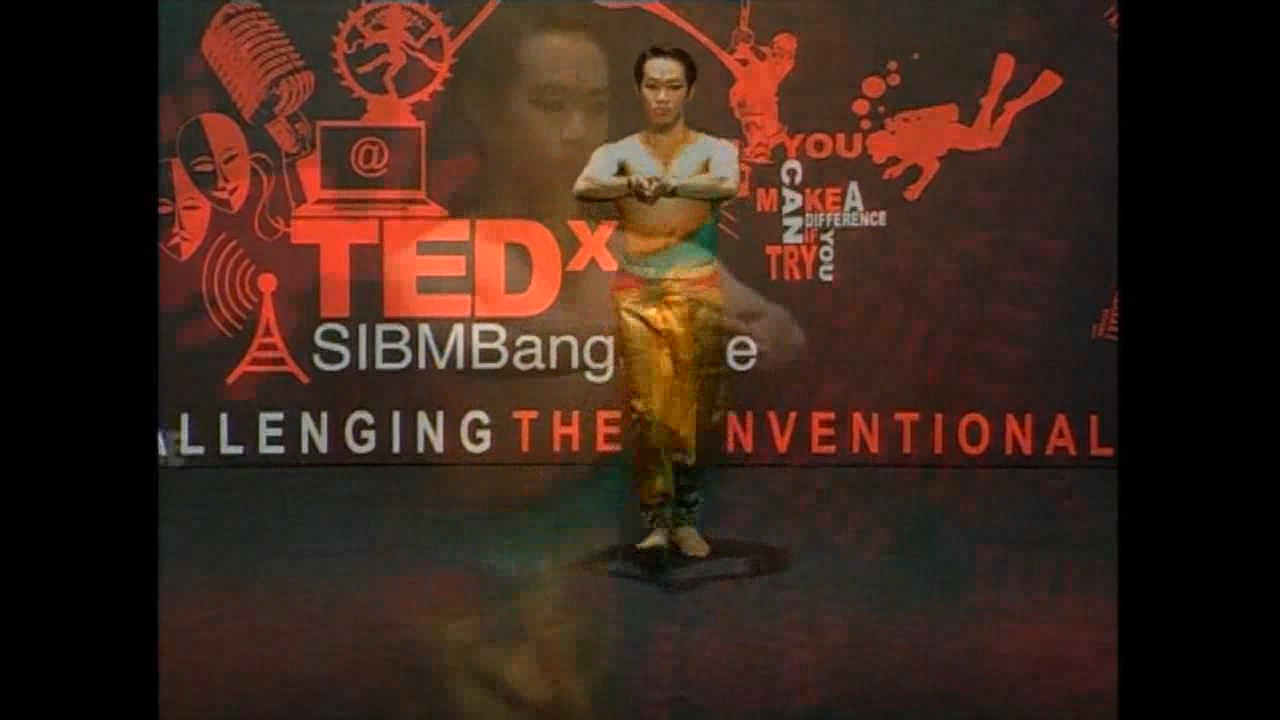 @
TEDx
SIBMBang e
ALLENGING THE NVENTIONAL
YOU
CAN
M KE A
DIFFERENCE
IF
YOU
TRY